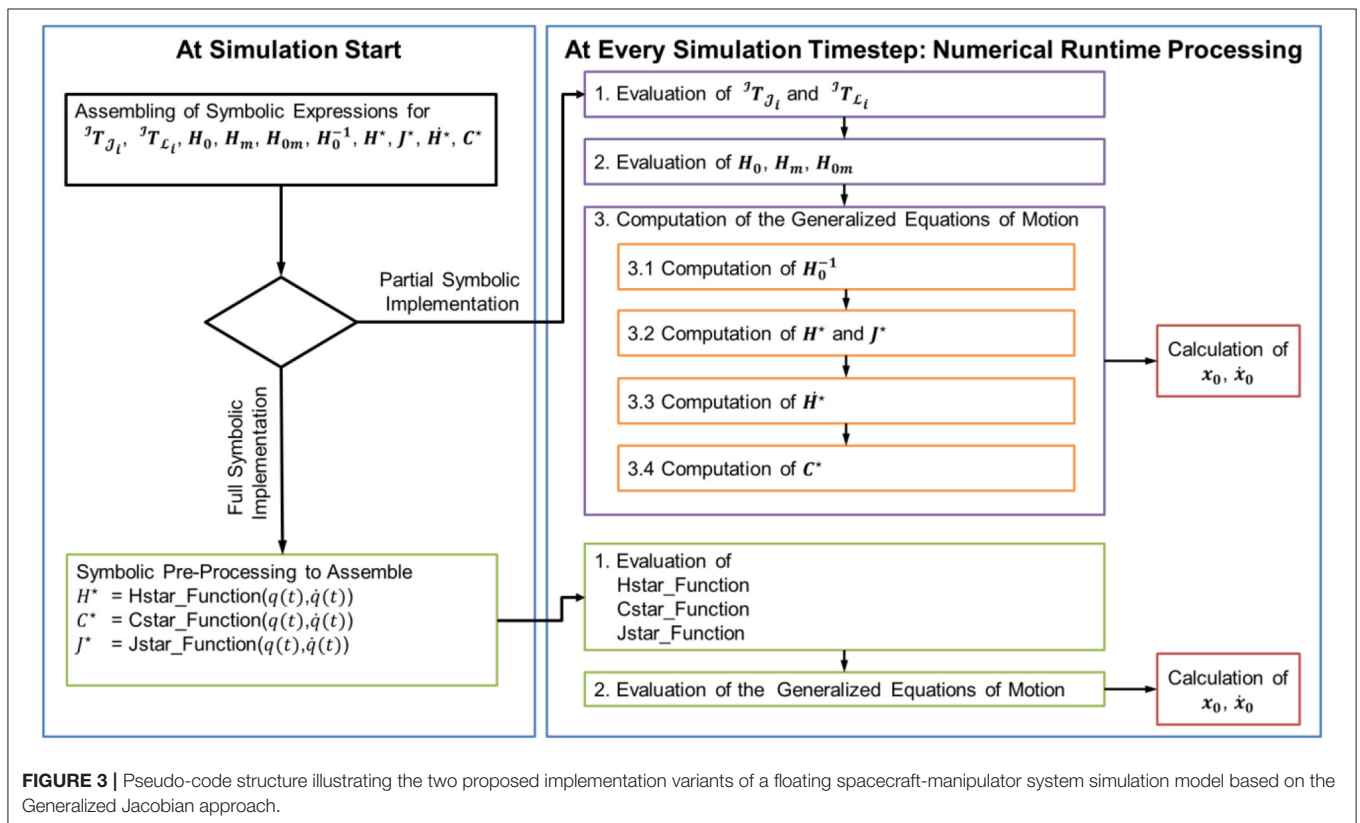 At Simulation Start
Assembling of Symbolic Expressions for
𝒥T_𝒥ᵢ, 𝒥T_ℒᵢ, H₀, Hₘ, H₀ₘ, H₀⁻¹, H⋆, J⋆, Ḣ⋆, C⋆
Partial Symbolic
Implementation
Full Symbolic
Implementation
Symbolic Pre-Processing to Assemble
H⋆ = Hstar_Function(q(t),q̇(t))
C⋆ = Cstar_Function(q(t),q̇(t))
J⋆ = Jstar_Function(q(t),q̇(t))
At Every Simulation Timestep: Numerical Runtime Processing
1. Evaluation of 𝒥T_𝒥ᵢ and 𝒥T_ℒᵢ
2. Evaluation of H₀, Hₘ, H₀ₘ
3. Computation of the Generalized Equations of Motion
3.1 Computation of H₀⁻¹
3.2 Computation of H⋆ and J⋆
3.3 Computation of Ḣ⋆
3.4 Computation of C⋆
Calculation of
x₀, ẋ₀
1. Evaluation of
Hstar_Function
Cstar_Function
Jstar_Function
2. Evaluation of the Generalized Equations of Motion
Calculation of
x₀, ẋ₀
FIGURE 3 | Pseudo-code structure illustrating the two proposed implementation variants of a floating spacecraft-manipulator system simulation model based on the
Generalized Jacobian approach.